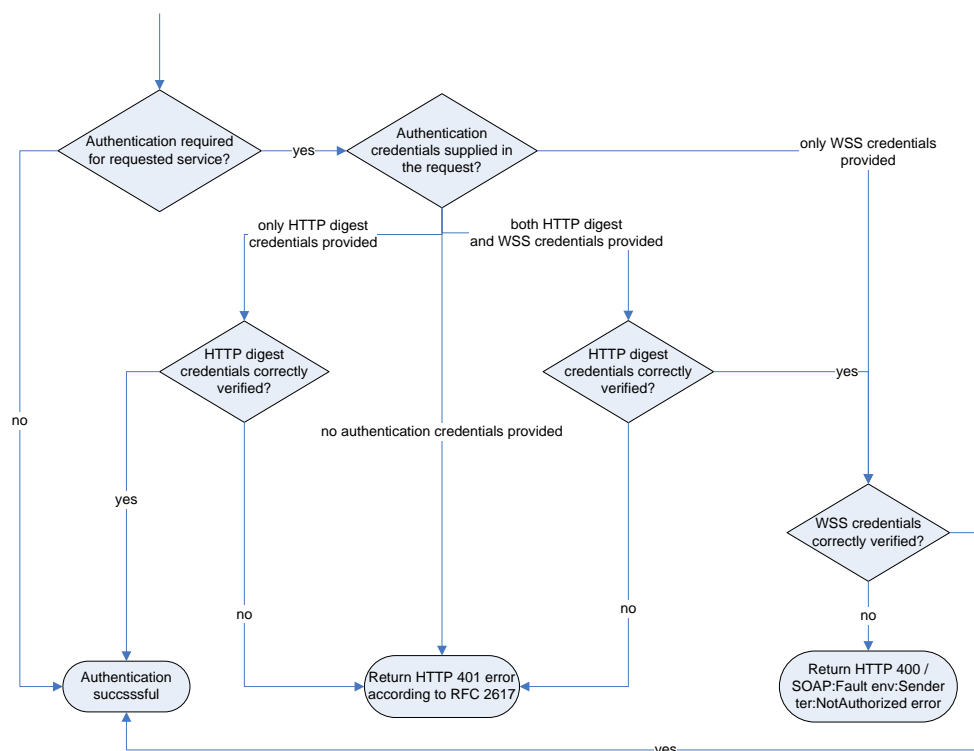 Authentication required
for requested service?
yes
Authentication
credentials supplied in
the request?
only WSS credentials
provided
only HTTP digest
credentials provided
both HTTP digest
and WSS credentials provided
HTTP digest
credentials correctly
verified?
HTTP digest
credentials correctly
verified?
yes
no
no authentication credentials provided
yes
WSS credentials
correctly verified?
no
no
no
Authentication
succsssful
Return HTTP 401 error
according to RFC 2617
Return HTTP 400 /
SOAP:Fault env:Sender
ter:NotAuthorized error
yes